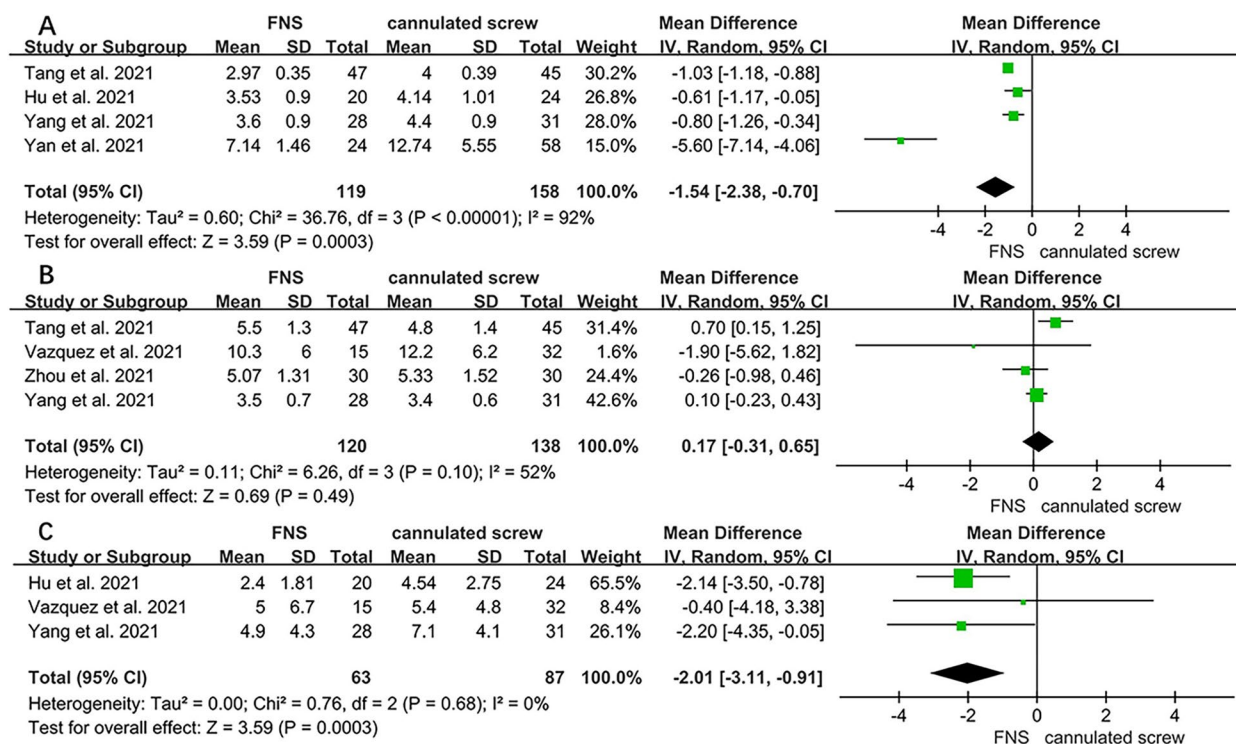 A
FNS cannulated screw Mean Difference Mean Difference
Study or Subgroup Mean SD Total Mean SD Total Weight IV, Random, 95% CI IV, Random, 95% CI
Tang et al. 2021 2.97 0.35 47 4 0.39 45 30.2% -1.03 [-1.18, -0.88]
Hu et al. 2021 3.53 0.9 20 4.14 1.01 24 26.8% -0.61 [-1.17, -0.05]
Yang et al. 2021 3.6 0.9 28 4.4 0.9 31 28.0% -0.80 [-1.26, -0.34]
Yan et al. 2021 7.14 1.46 24 12.74 5.55 58 15.0% -5.60 [-7.14, -4.06]
Total (95% CI) 119 158 100.0% -1.54 [-2.38, -0.70]
Heterogeneity: Tau² = 0.60; Chi² = 36.76, df = 3 (P < 0.00001); I² = 92%
Test for overall effect: Z = 3.59 (P = 0.0003)
-4 -2 0 2 4
FNS cannulated screw
B
FNS cannulated screw Mean Difference Mean Difference
Study or Subgroup Mean SD Total Mean SD Total Weight IV, Random, 95% CI IV, Random, 95% CI
Tang et al. 2021 5.5 1.3 47 4.8 1.4 45 31.4% 0.70 [0.15, 1.25]
Vazquez et al. 2021 10.3 6 15 12.2 6.2 32 1.6% -1.90 [-5.62, 1.82]
Zhou et al. 2021 5.07 1.31 30 5.33 1.52 30 24.4% -0.26 [-0.98, 0.46]
Yang et al. 2021 3.5 0.7 28 3.4 0.6 31 42.6% 0.10 [-0.23, 0.43]
Total (95% CI) 120 138 100.0% 0.17 [-0.31, 0.65]
Heterogeneity: Tau² = 0.11; Chi² = 6.26, df = 3 (P = 0.10); I² = 52%
Test for overall effect: Z = 0.69 (P = 0.49)
-4 -2 0 2 4
FNS cannulated screw
C
FNS cannulated screw Mean Difference Mean Difference
Study or Subgroup Mean SD Total Mean SD Total Weight IV, Random, 95% CI IV, Random, 95% CI
Hu et al. 2021 2.4 1.81 20 4.54 2.75 24 65.5% -2.14 [-3.50, -0.78]
Vazquez et al. 2021 5 6.7 15 5.4 4.8 32 8.4% -0.40 [-4.18, 3.38]
Yang et al. 2021 4.9 4.3 28 7.1 4.1 31 26.1% -2.20 [-4.35, -0.05]
Total (95% CI) 63 87 100.0% -2.01 [-3.11, -0.91]
Heterogeneity: Tau² = 0.00; Chi² = 0.76, df = 2 (P = 0.68); I² = 0%
Test for overall effect: Z = 3.59 (P = 0.0003)
-4 -2 0 2 4
FNS cannulated screw